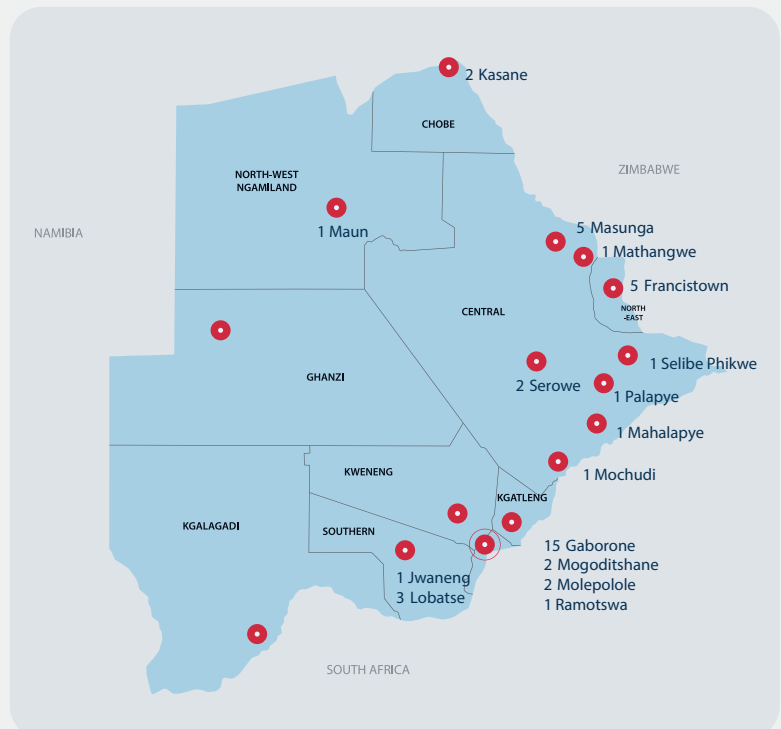 2 Kasane
CHOBE
ZIMBABWE
NORTH-WEST
NGAMILAND
1 Maun
NAMIBIA
5 Masunga
1 Mathangwe
5 Francistown
NORTH
-EAST
CENTRAL
1 Selibe Phikwe
2 Serowe
1 Palapye
GHANZI
1 Mahalapye
KWENENG
1 Mochudi
KGATLENG
KGALAGADI
SOUTHERN
15 Gaborone
2 Mogoditshane
2 Molepolole
1 Ramotswa
1 Jwaneng
3 Lobatse
SOUTH AFRICA